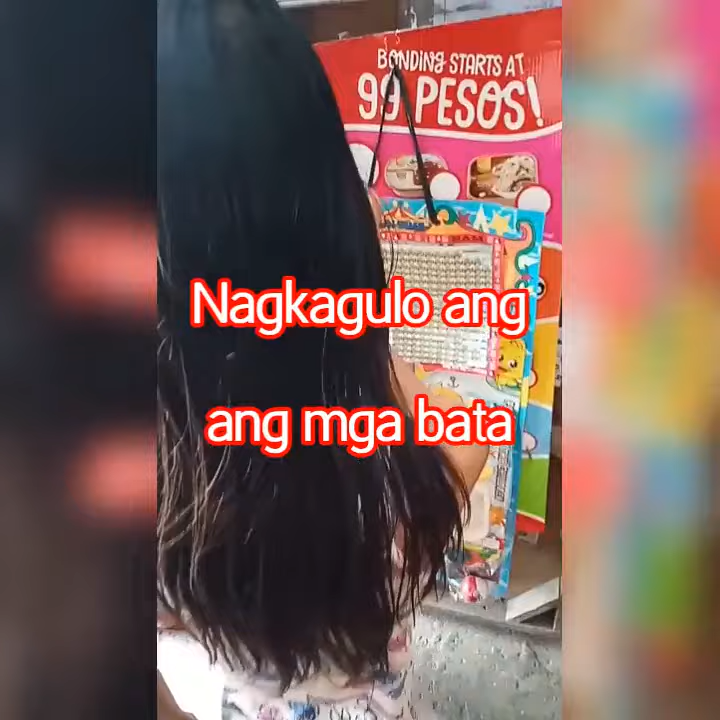 BONDING STARTS AT
99 PESOS!
Nagkagulo ang
ang mga bata